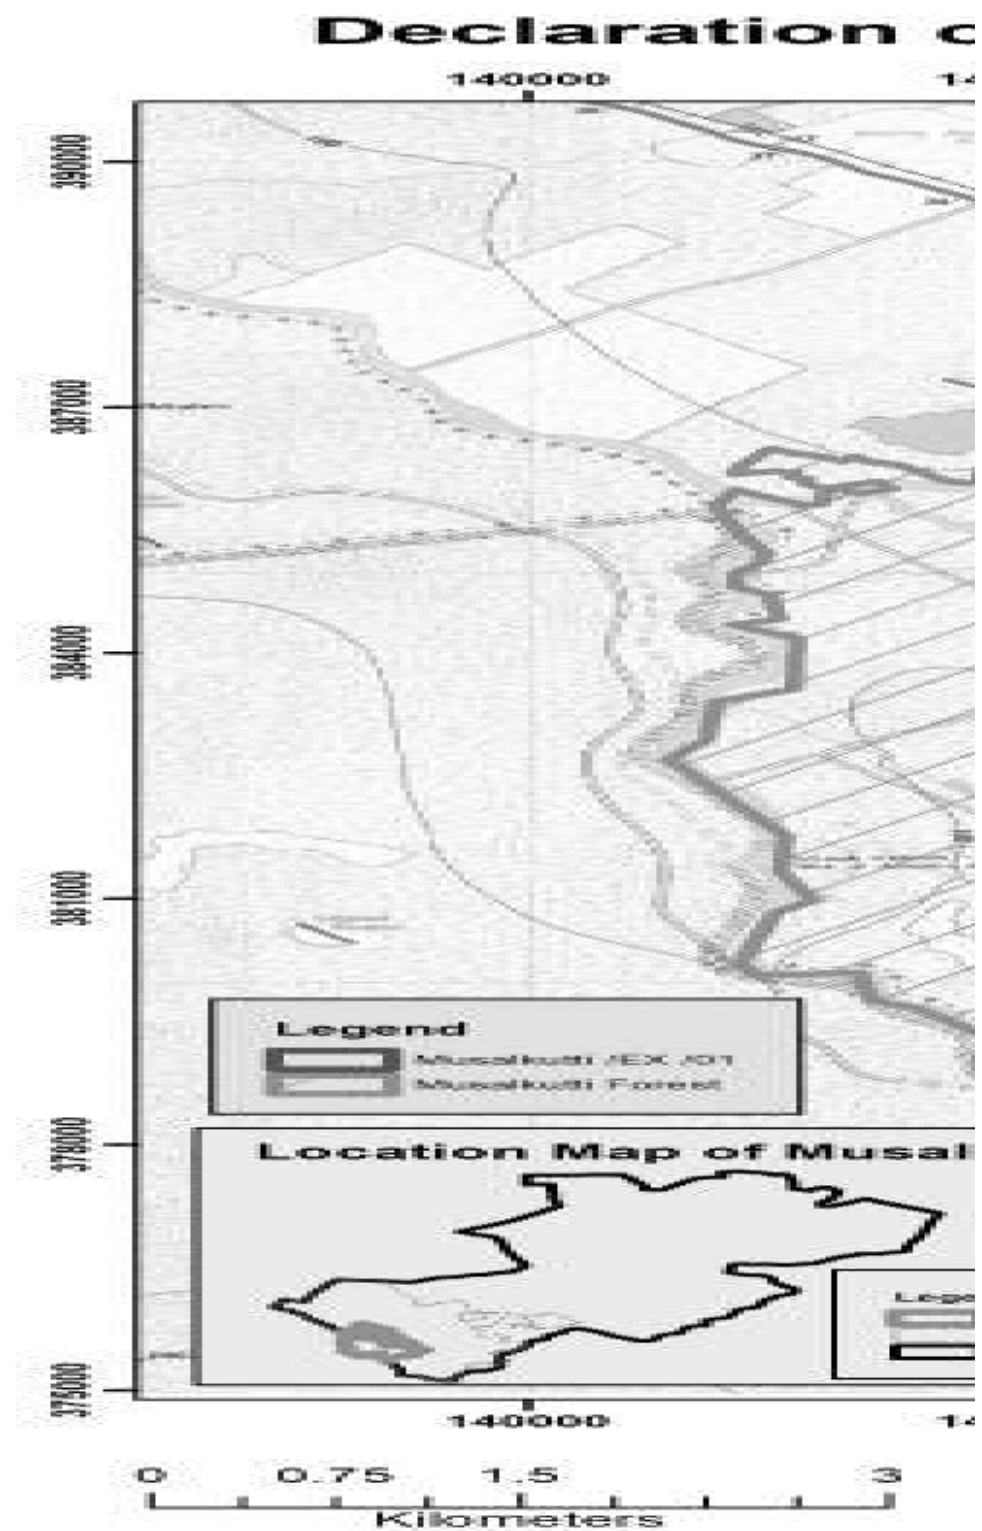 Declaration o
140000
390000
387000
384000
381000
378000
375000
Legend
Musalkutti /EX /01
Musalkutti Forest
Location Map of Musal
Lege
140000
0 0.75 1.5 3
Kilometers